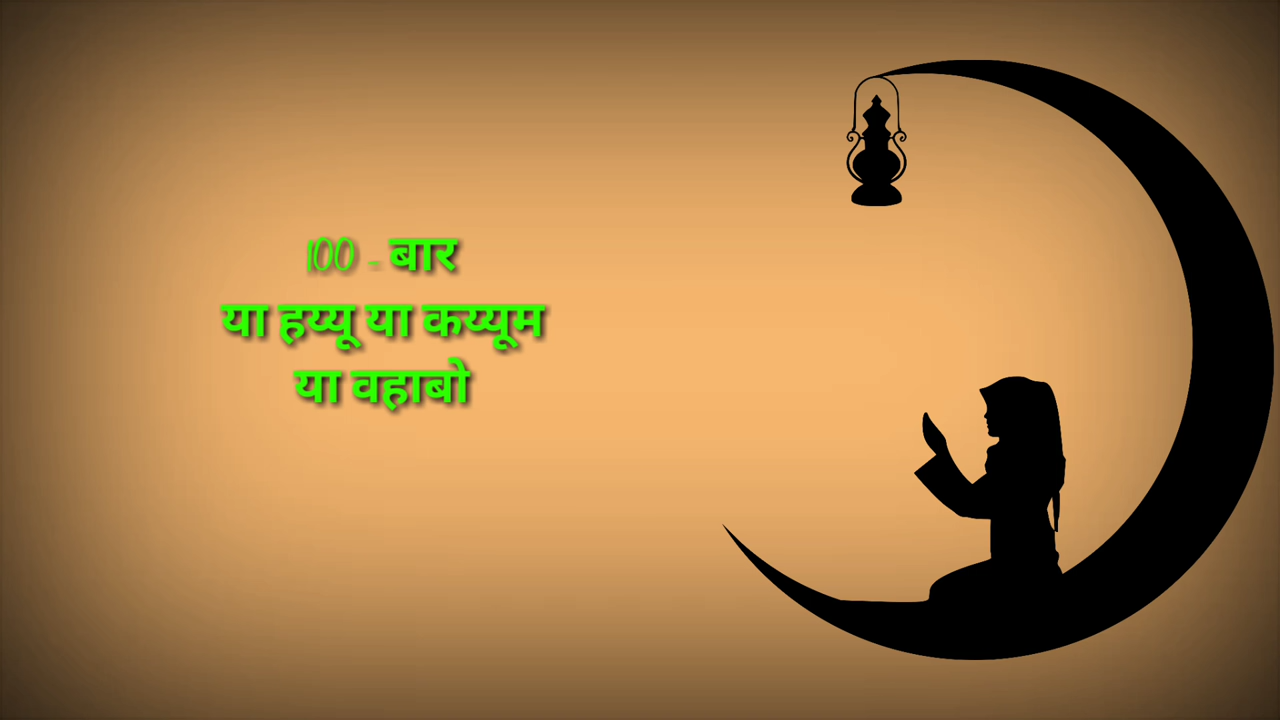 100 - बार
या हय्यू या कय्यूम
या वहाबो